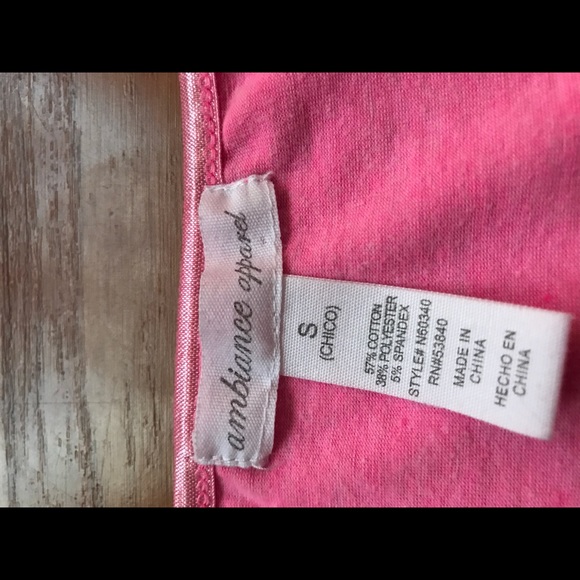 ambiance apparel
S
(CHICO)
57% COTTON
38% POLYESTER
5% SPANDEX
STYLE# N60340
RN#53840
MADE IN
CHINA
HECHO EN
CHINA